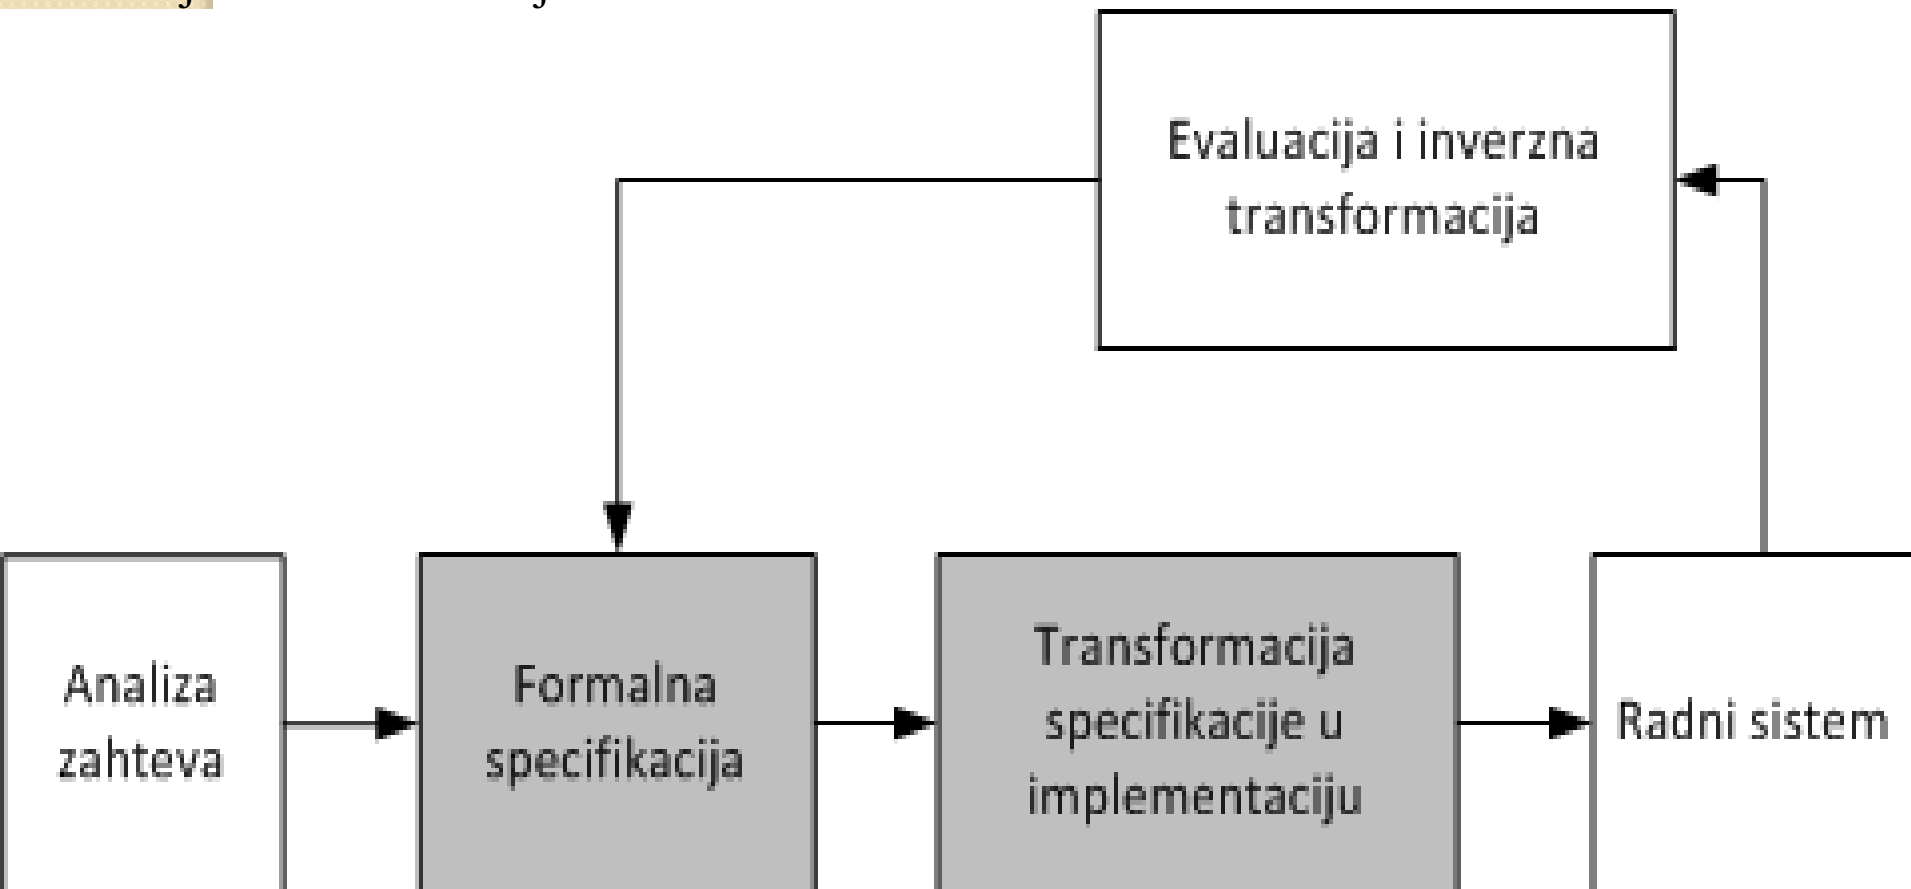 Evaluacija i inverzna
transformacija
Analiza
zahteva
Formalna
specifikacija
Transformacija
specifikacije u
implementaciju
Radni sistem